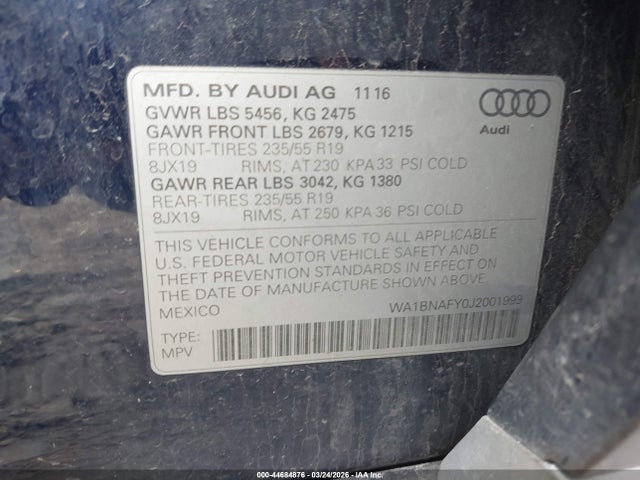 MFD. BY AUDI AG 1116
GVWR LBS 5456, KG 2475
GAWR FRONT LBS 2679, KG 1215
FRONT-TIRES 235/55 R19
8JX19 RIMS, AT 230 KPA 33 PSI COLD
GAWR REAR LBS 3042, KG 1380
REAR-TIRES 235/55 R19
8JX19 RIMS, AT 250 KPA 36 PSI COLD
Audi
THIS VEHICLE CONFORMS TO ALL APPLICABLE
U.S. FEDERAL MOTOR VEHICLE SAFETY AND
THEFT PREVENTION STANDARDS IN EFFECT ON
THE DATE OF MANUFACTURE SHOWN ABOVE.
MEXICO WA1BNAFY0J2001999
TYPE:
MPV
000-44684876 - 03/24/2026 - IAAI.COM